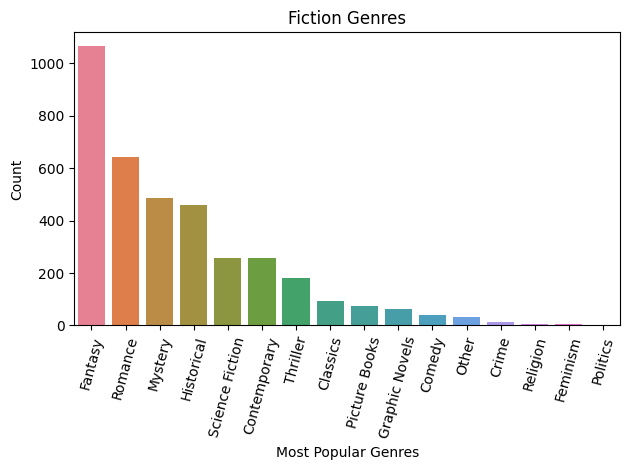 Fiction Genres
Count
1000
800
600
400
200
0
Fantasy
Romance
Mystery
Historical
Science Fiction
Contemporary
Thriller
Classics
Picture Books
Graphic Novels
Comedy
Other
Crime
Religion
Feminism
Politics
Most Popular Genres